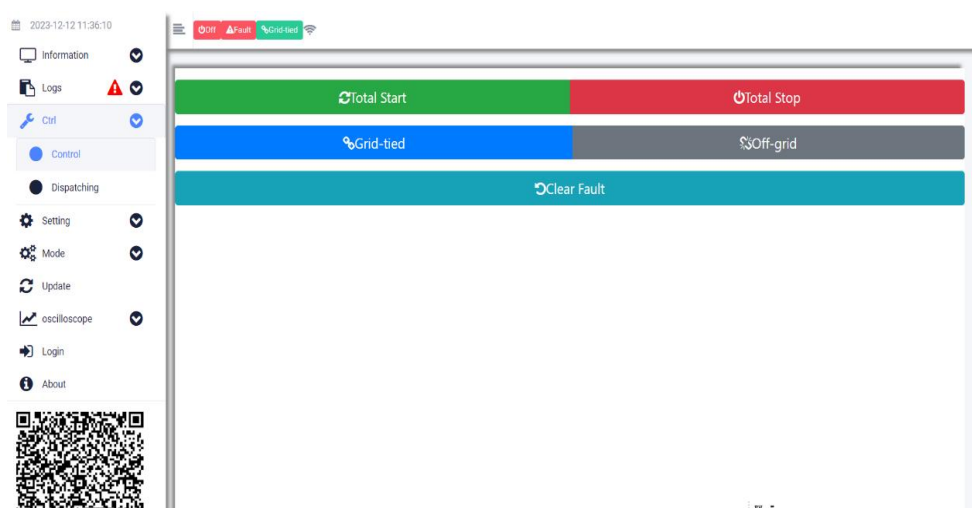 2023-12-12 11:36:10
Information
Logs
Ctrl
Control
Dispatching
Setting
Mode
Update
oscilloscope
Login
About
Off Fault Grid-tied
Total Start Total Stop
Grid-tied Off-grid
Clear Fault